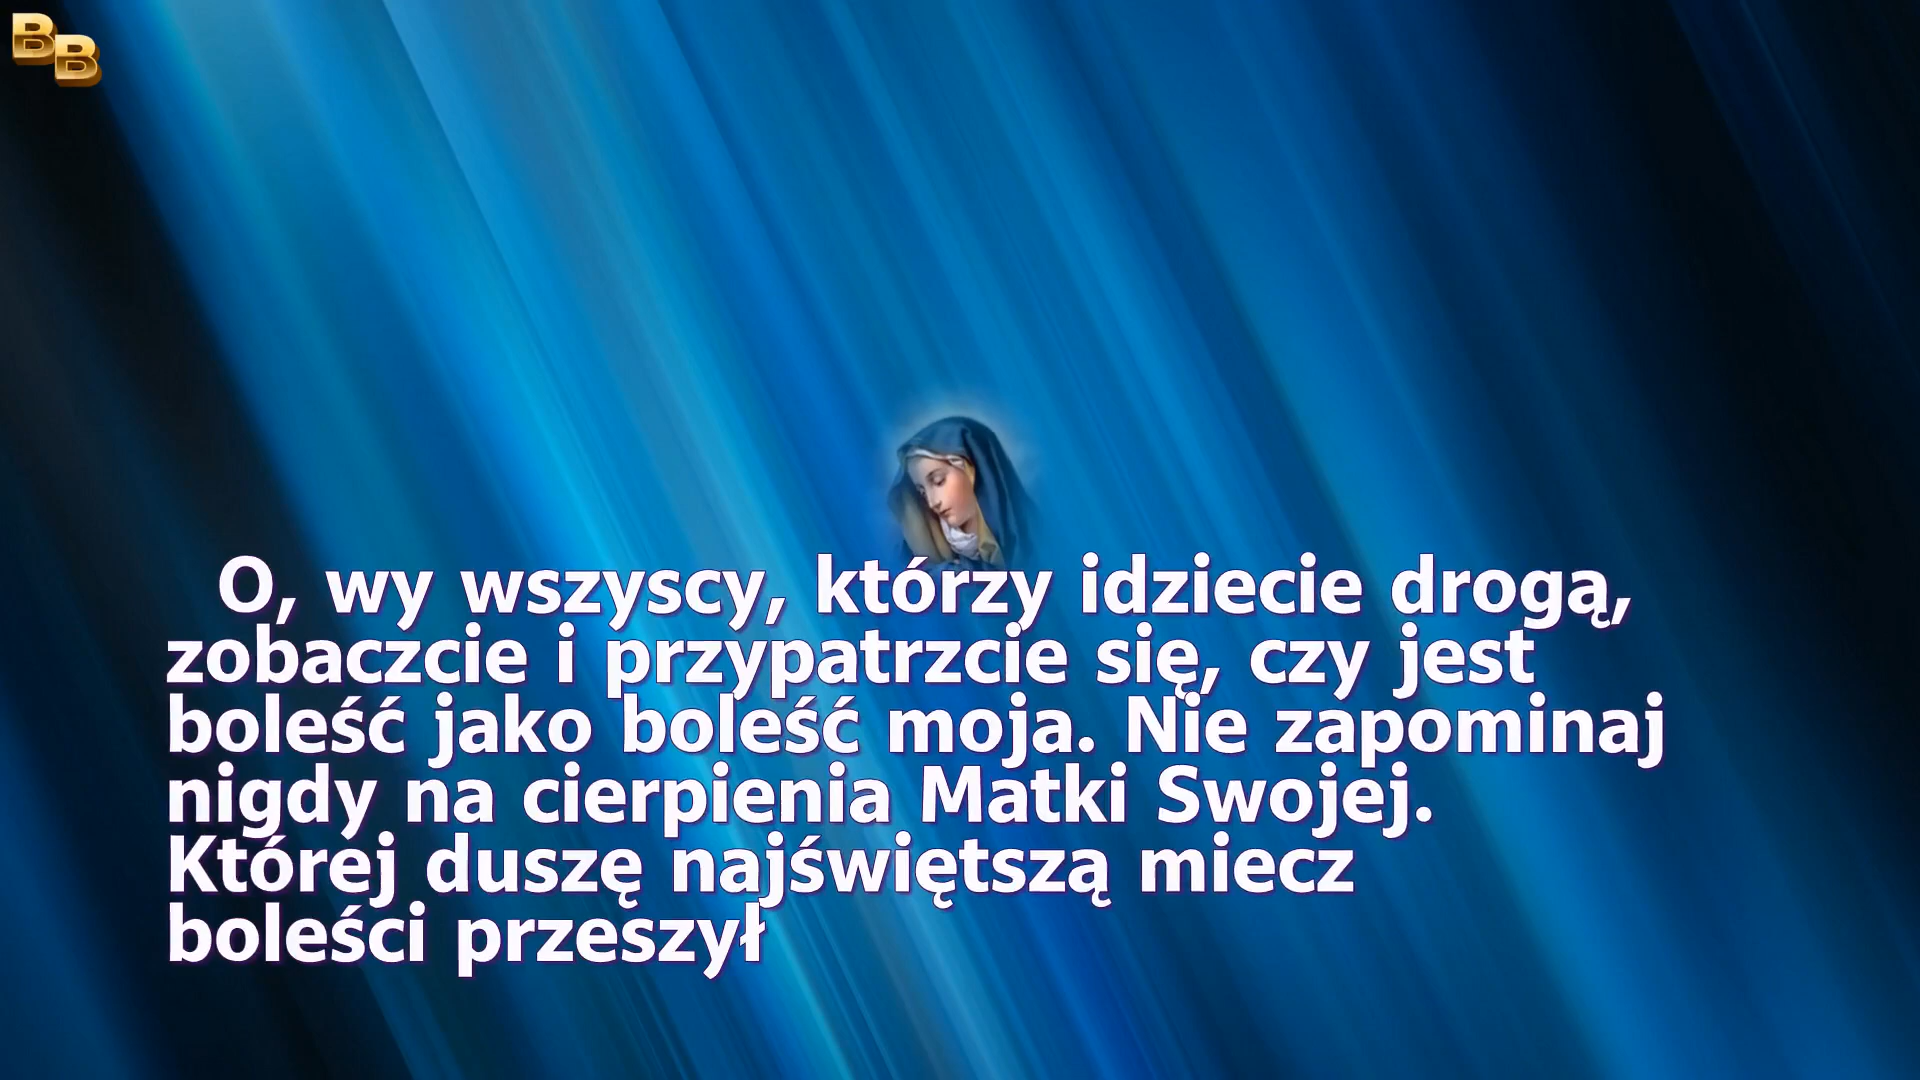 BB
O, wy wszyscy, którzy idziecie drogą,
zobaczcie i przypatrzcie się, czy jest
boleść jako boleść moja. Nie zapominaj
nigdy na cierpienia Matki Swojej.
Której duszę najświętszą miecz
boleści przeszył